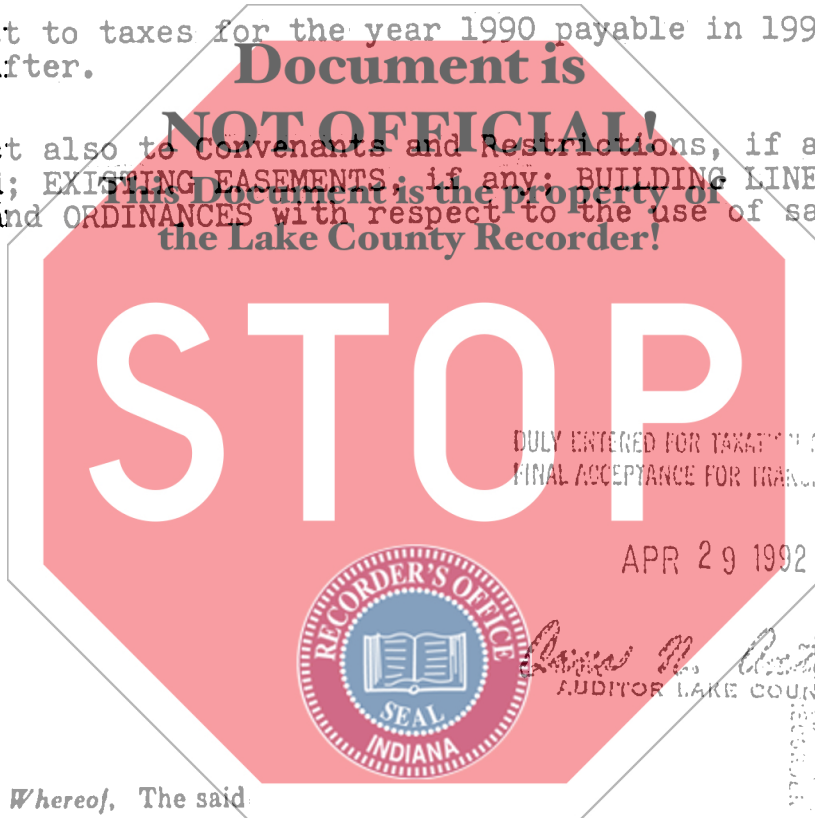 t to taxes for the year 1990 payable in 199
fter.
Document is
NOT OFFICIAL!
t also to Convenants and Restrictions, if a
; EXISTING EASEMENTS, if any; BUILDING LINE
This Document is the property of
nd ORDINANCES with respect to the use of sa
the Lake County Recorder!
STOP
DULY ENTERED FOR
FINAL ACCEPTANCE FOR
APR 29 1992
RECORDER'S OFFICE
SEAL
INDIANA
AUDITOR LAKE COUN
Whereof, The said